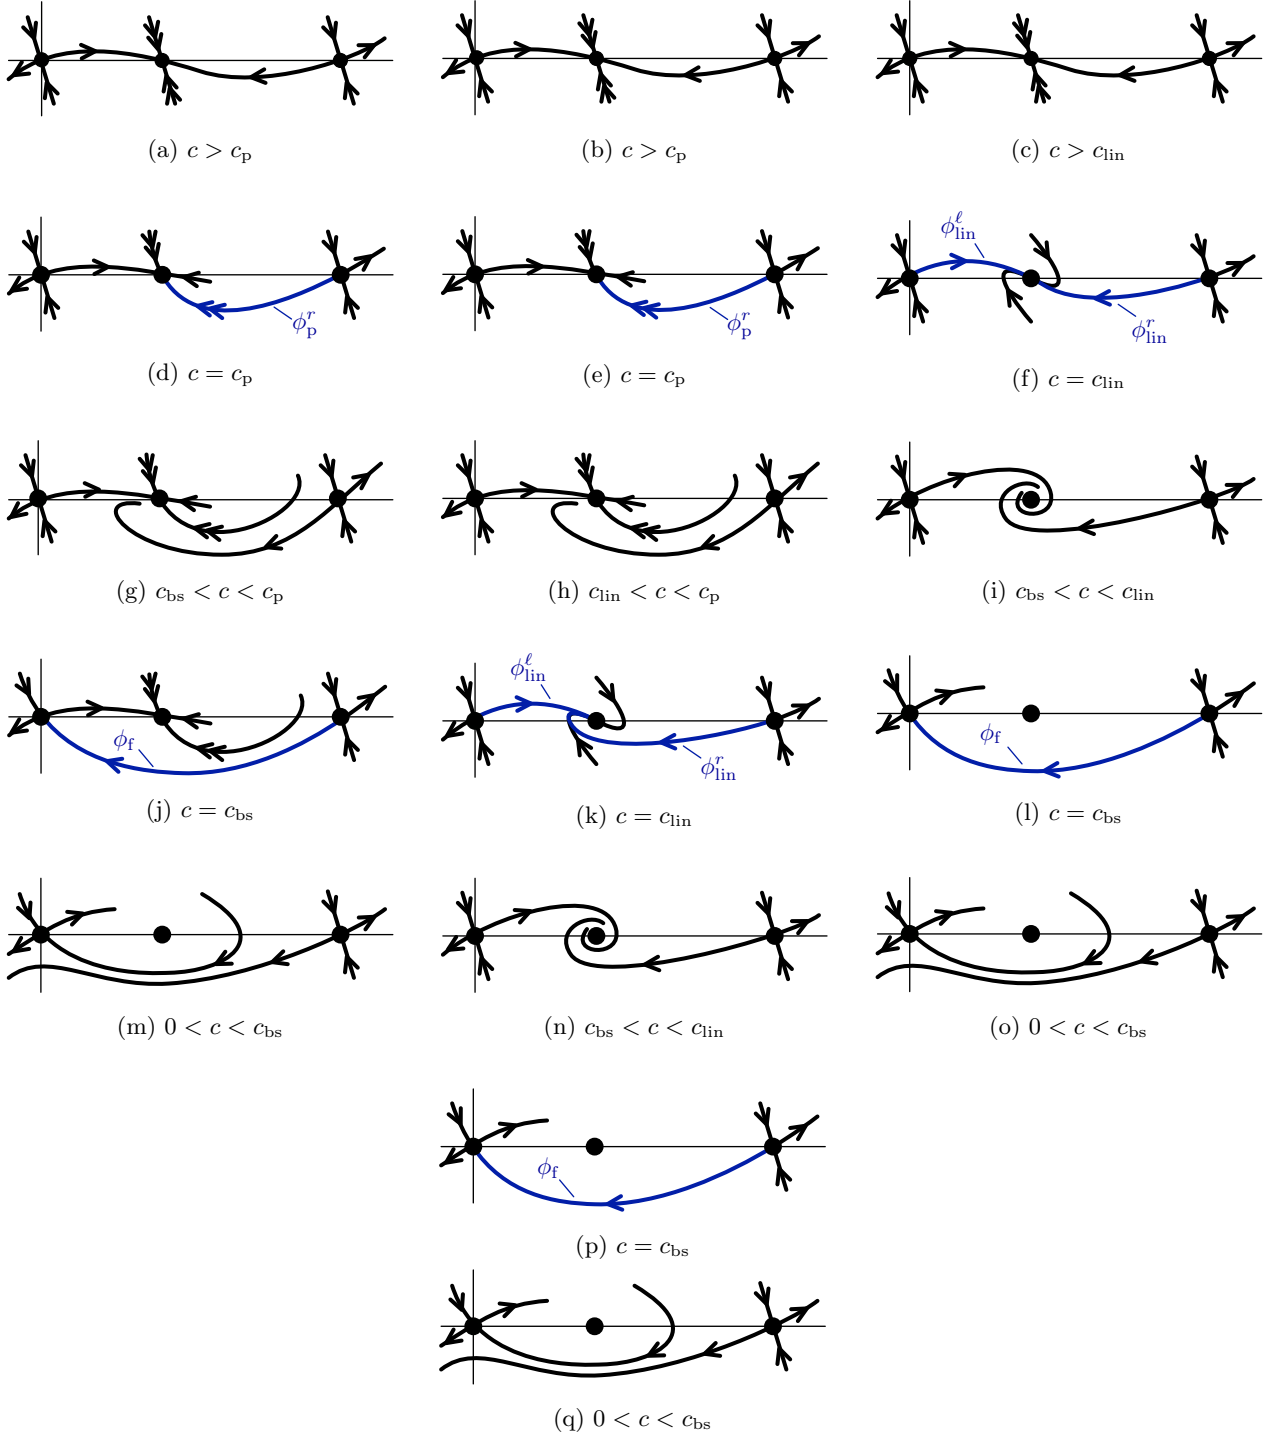 (a) c > c_p
(b) c > c_p
(c) c > c_lin
ϕ^ℓ_lin
ϕ^r_p
ϕ^r_p
ϕ^r_lin
(d) c = c_p
(e) c = c_p
(f) c = c_lin
(g) c_bs < c < c_p
(h) c_lin < c < c_p
(i) c_bs < c < c_lin
ϕ^ℓ_lin
ϕ_f
ϕ_f
ϕ^r_lin
(j) c = c_bs
(k) c = c_lin
(l) c = c_bs
(m) 0 < c < c_bs
(n) c_bs < c < c_lin
(o) 0 < c < c_bs
ϕ_f
(p) c = c_bs
(q) 0 < c < c_bs